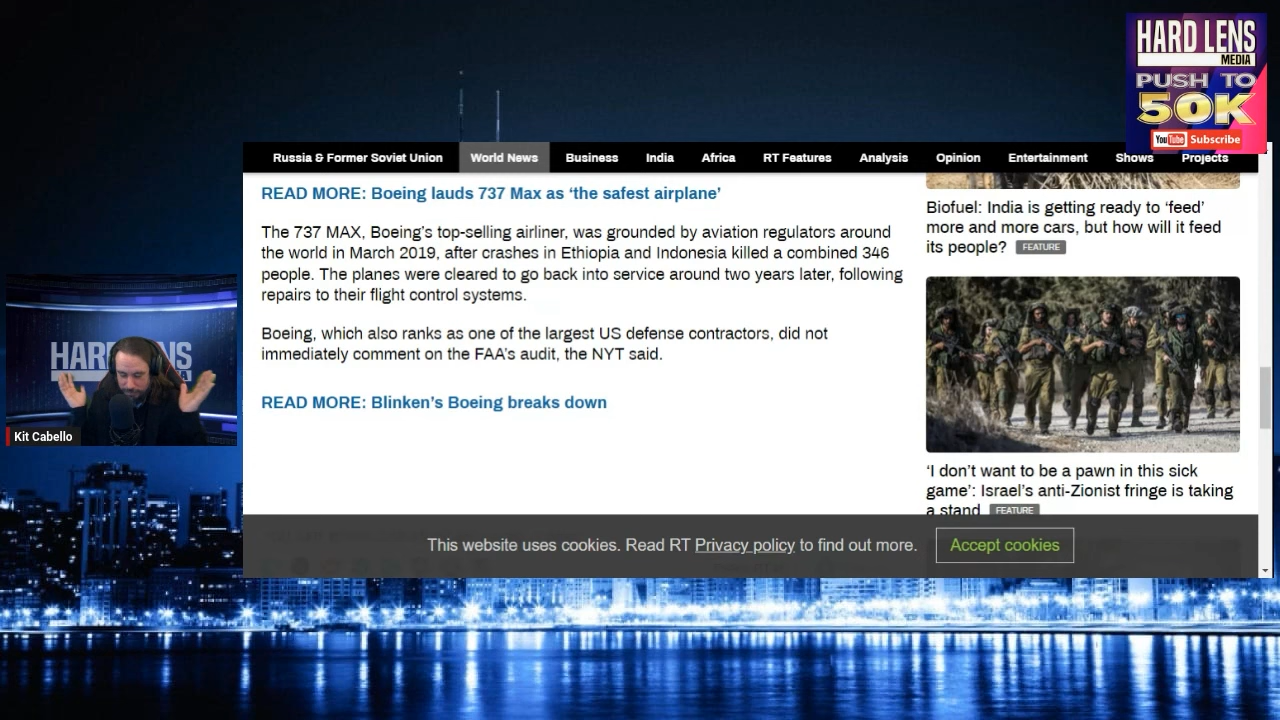 HARD LENS
MEDIA
PUSH TO
50K
YouTube Subscribe
Russia & Former Soviet Union World News Business India Africa RT Features Analysis Opinion Entertainment Shows Projects
READ MORE: Boeing lauds 737 Max as ‘the safest airplane’
The 737 MAX, Boeing’s top-selling airliner, was grounded by aviation regulators around
the world in March 2019, after crashes in Ethiopia and Indonesia killed a combined 346
people. The planes were cleared to go back into service around two years later, following
repairs to their flight control systems.
Boeing, which also ranks as one of the largest US defense contractors, did not
immediately comment on the FAA’s audit, the NYT said.
READ MORE: Blinken’s Boeing breaks down
Biofuel: India is getting ready to ‘feed’
more and more cars, but how will it feed
its people? FEATURE
‘I don’t want to be a pawn in this sick
game’: Israel’s anti-Zionist fringe is taking
a stand FEATURE
This website uses cookies. Read RT Privacy policy to find out more. Accept cookies
Kit Cabello